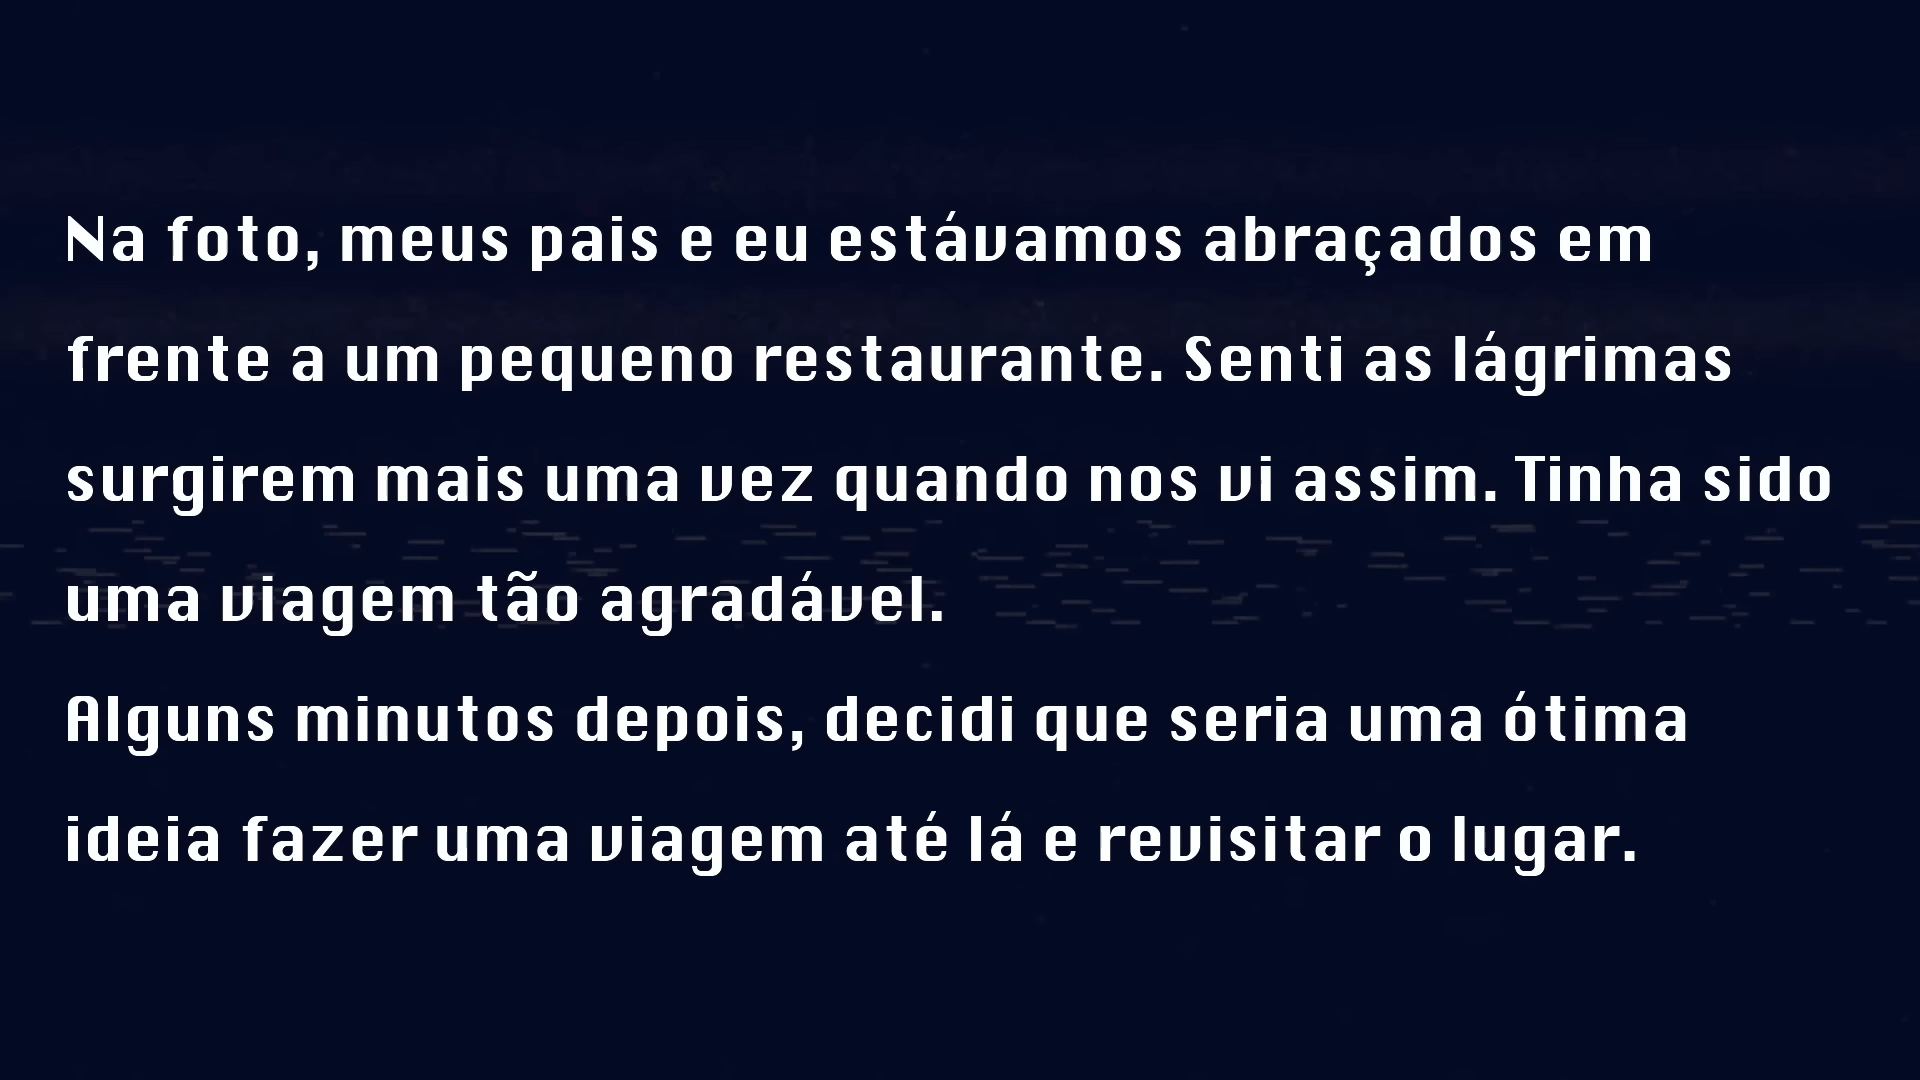 Na foto, meus pais e eu estávamos abraçados em
frente a um pequeno restaurante. Senti as lágrimas
surgirem mais uma vez quando nos vi assim. Tinha sido
uma viagem tão agradável.
Alguns minutos depois, decidi que seria uma ótima
ideia fazer uma viagem até lá e revisitar o lugar.